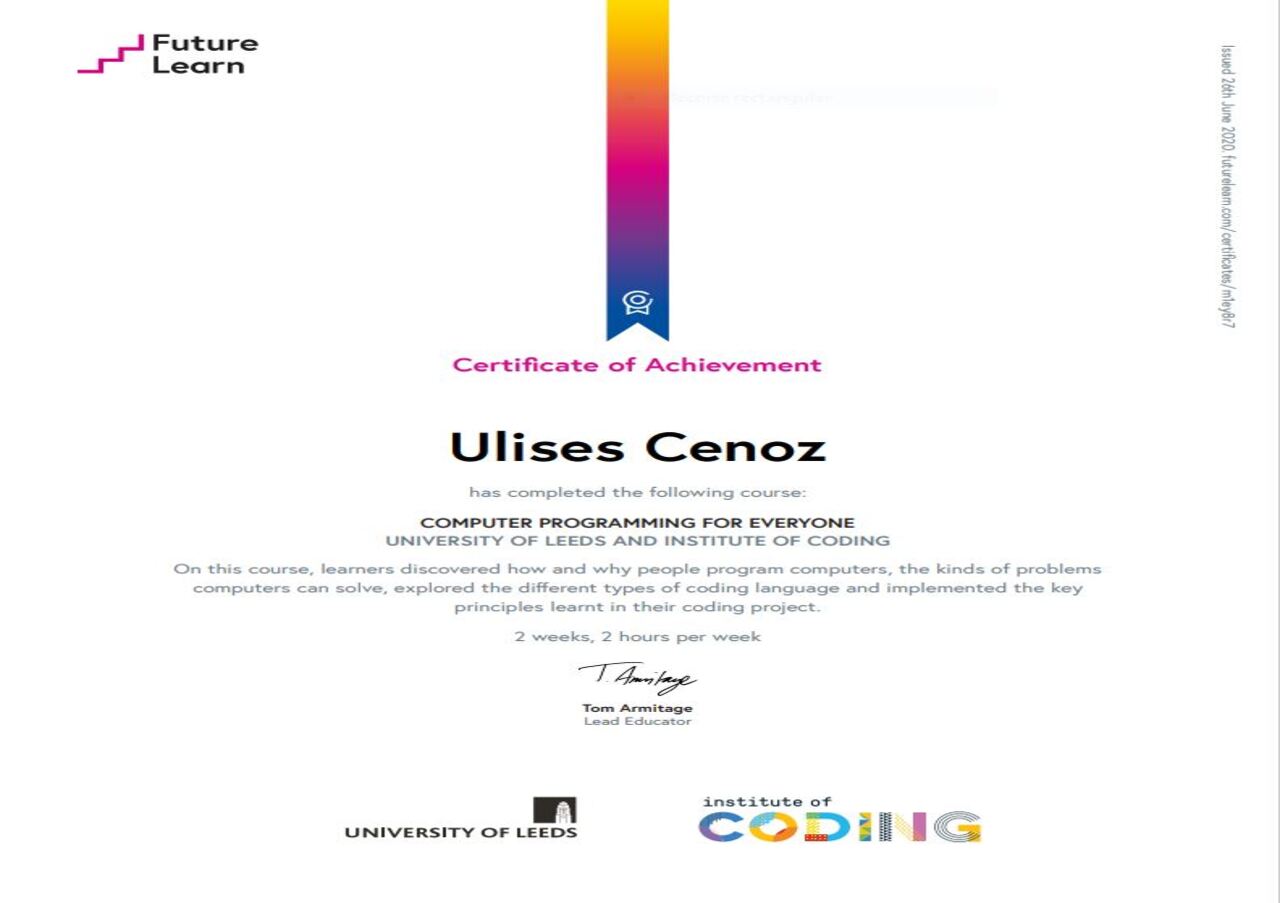 Future
Learn
Issued 26th June 2020. futurelearn.com/certificates/m1ey8r7
Certificate of Achievement
Ulises Cenoz
has completed the following course:
COMPUTER PROGRAMMING FOR EVERYONE
UNIVERSITY OF LEEDS AND INSTITUTE OF CODING
On this course, learners discovered how and why people program computers, the kinds of problems
computers can solve, explored the different types of coding language and implemented the key
principles learnt in their coding project.
2 weeks, 2 hours per week
T. Armitage
Tom Armitage
Lead Educator
UNIVERSITY OF LEEDS
institute of
CODING